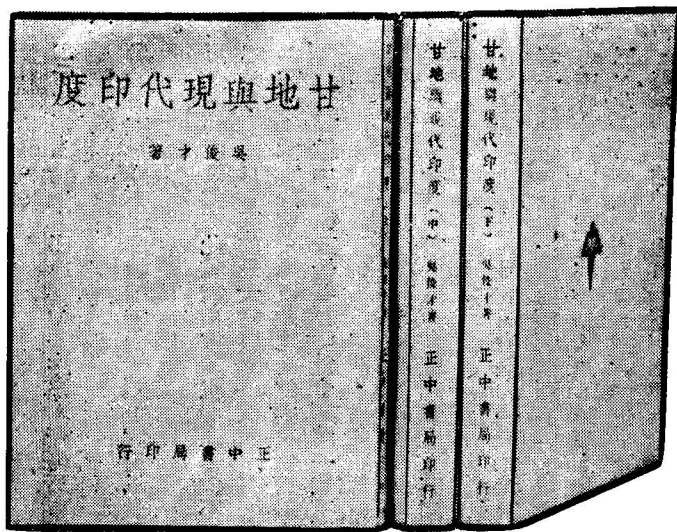 甘地與現代印度
吳俊才著
正中書局印行
甘地與現代印度（下） 吳俊才著 正中書局印行
甘地與現代印度（中） 吳俊才著 正中書局印行